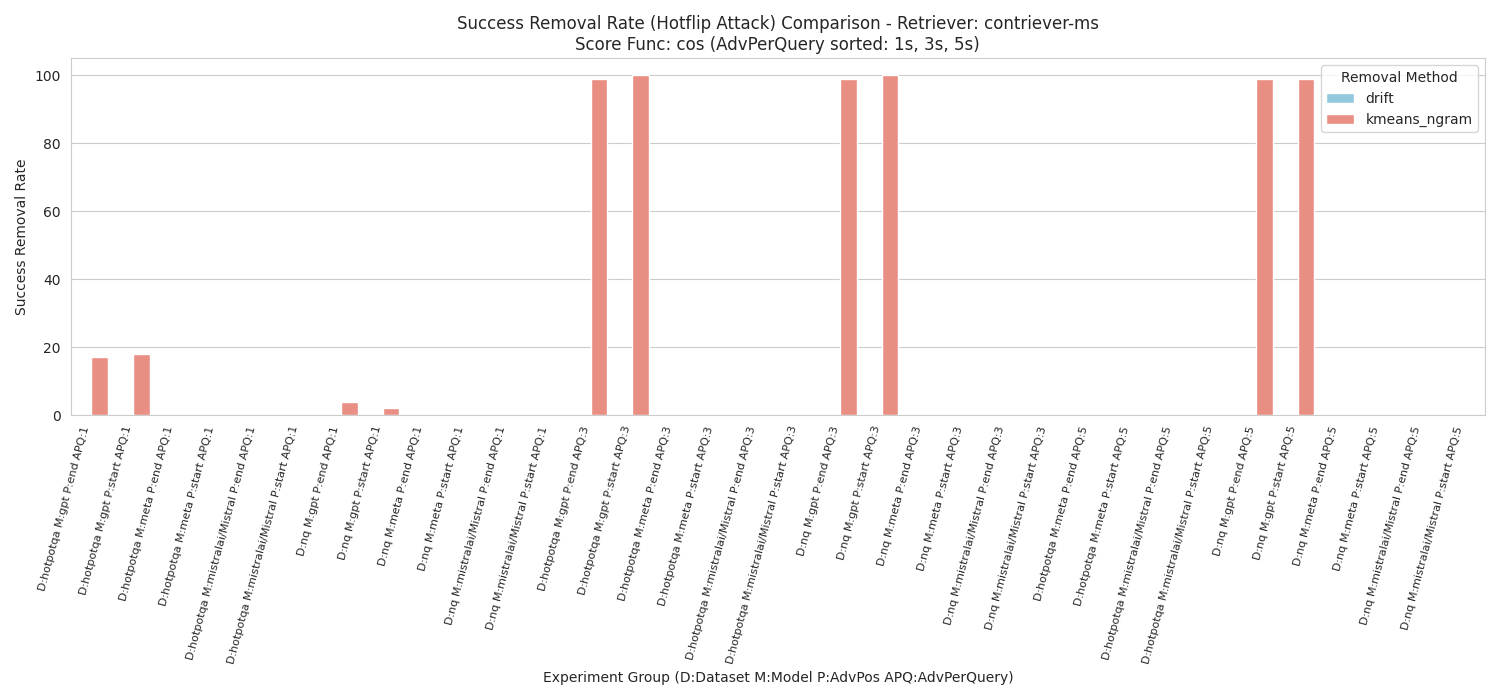 Success Removal Rate (Hotflip Attack) Comparison - Retriever: contriever-ms
Score Func: cos (AdvPerQuery sorted: 1s, 3s, 5s)
Removal Method
drift
kmeans_ngram
Success Removal Rate
100
80
60
40
20
0
D:hotpotqa M:gpt P:end APQ:1
D:hotpotqa M:gpt P:start APQ:1
D:hotpotqa M:meta P:end APQ:1
D:hotpotqa M:meta P:start APQ:1
D:hotpotqa M:mistralai/Mistral P:end APQ:1
D:hotpotqa M:mistralai/Mistral P:start APQ:1
D:nq M:gpt P:end APQ:1
D:nq M:gpt P:start APQ:1
D:nq M:meta P:end APQ:1
D:nq M:meta P:start APQ:1
D:nq M:mistralai/Mistral P:end APQ:1
D:nq M:mistralai/Mistral P:start APQ:1
D:hotpotqa M:gpt P:end APQ:3
D:hotpotqa M:gpt P:start APQ:3
D:hotpotqa M:meta P:end APQ:3
D:hotpotqa M:meta P:start APQ:3
D:hotpotqa M:mistralai/Mistral P:end APQ:3
D:hotpotqa M:mistralai/Mistral P:start APQ:3
D:nq M:gpt P:end APQ:3
D:nq M:gpt P:start APQ:3
D:nq M:meta P:end APQ:3
D:nq M:meta P:start APQ:3
D:nq M:mistralai/Mistral P:end APQ:3
D:nq M:mistralai/Mistral P:start APQ:3
D:hotpotqa M:meta P:end APQ:5
D:hotpotqa M:meta P:start APQ:5
D:hotpotqa M:mistralai/Mistral P:end APQ:5
D:hotpotqa M:mistralai/Mistral P:start APQ:5
D:nq M:gpt P:end APQ:5
D:nq M:gpt P:start APQ:5
D:nq M:meta P:end APQ:5
D:nq M:meta P:start APQ:5
D:nq M:mistralai/Mistral P:end APQ:5
D:nq M:mistralai/Mistral P:start APQ:5
Experiment Group (D:Dataset M:Model P:AdvPos APQ:AdvPerQuery)